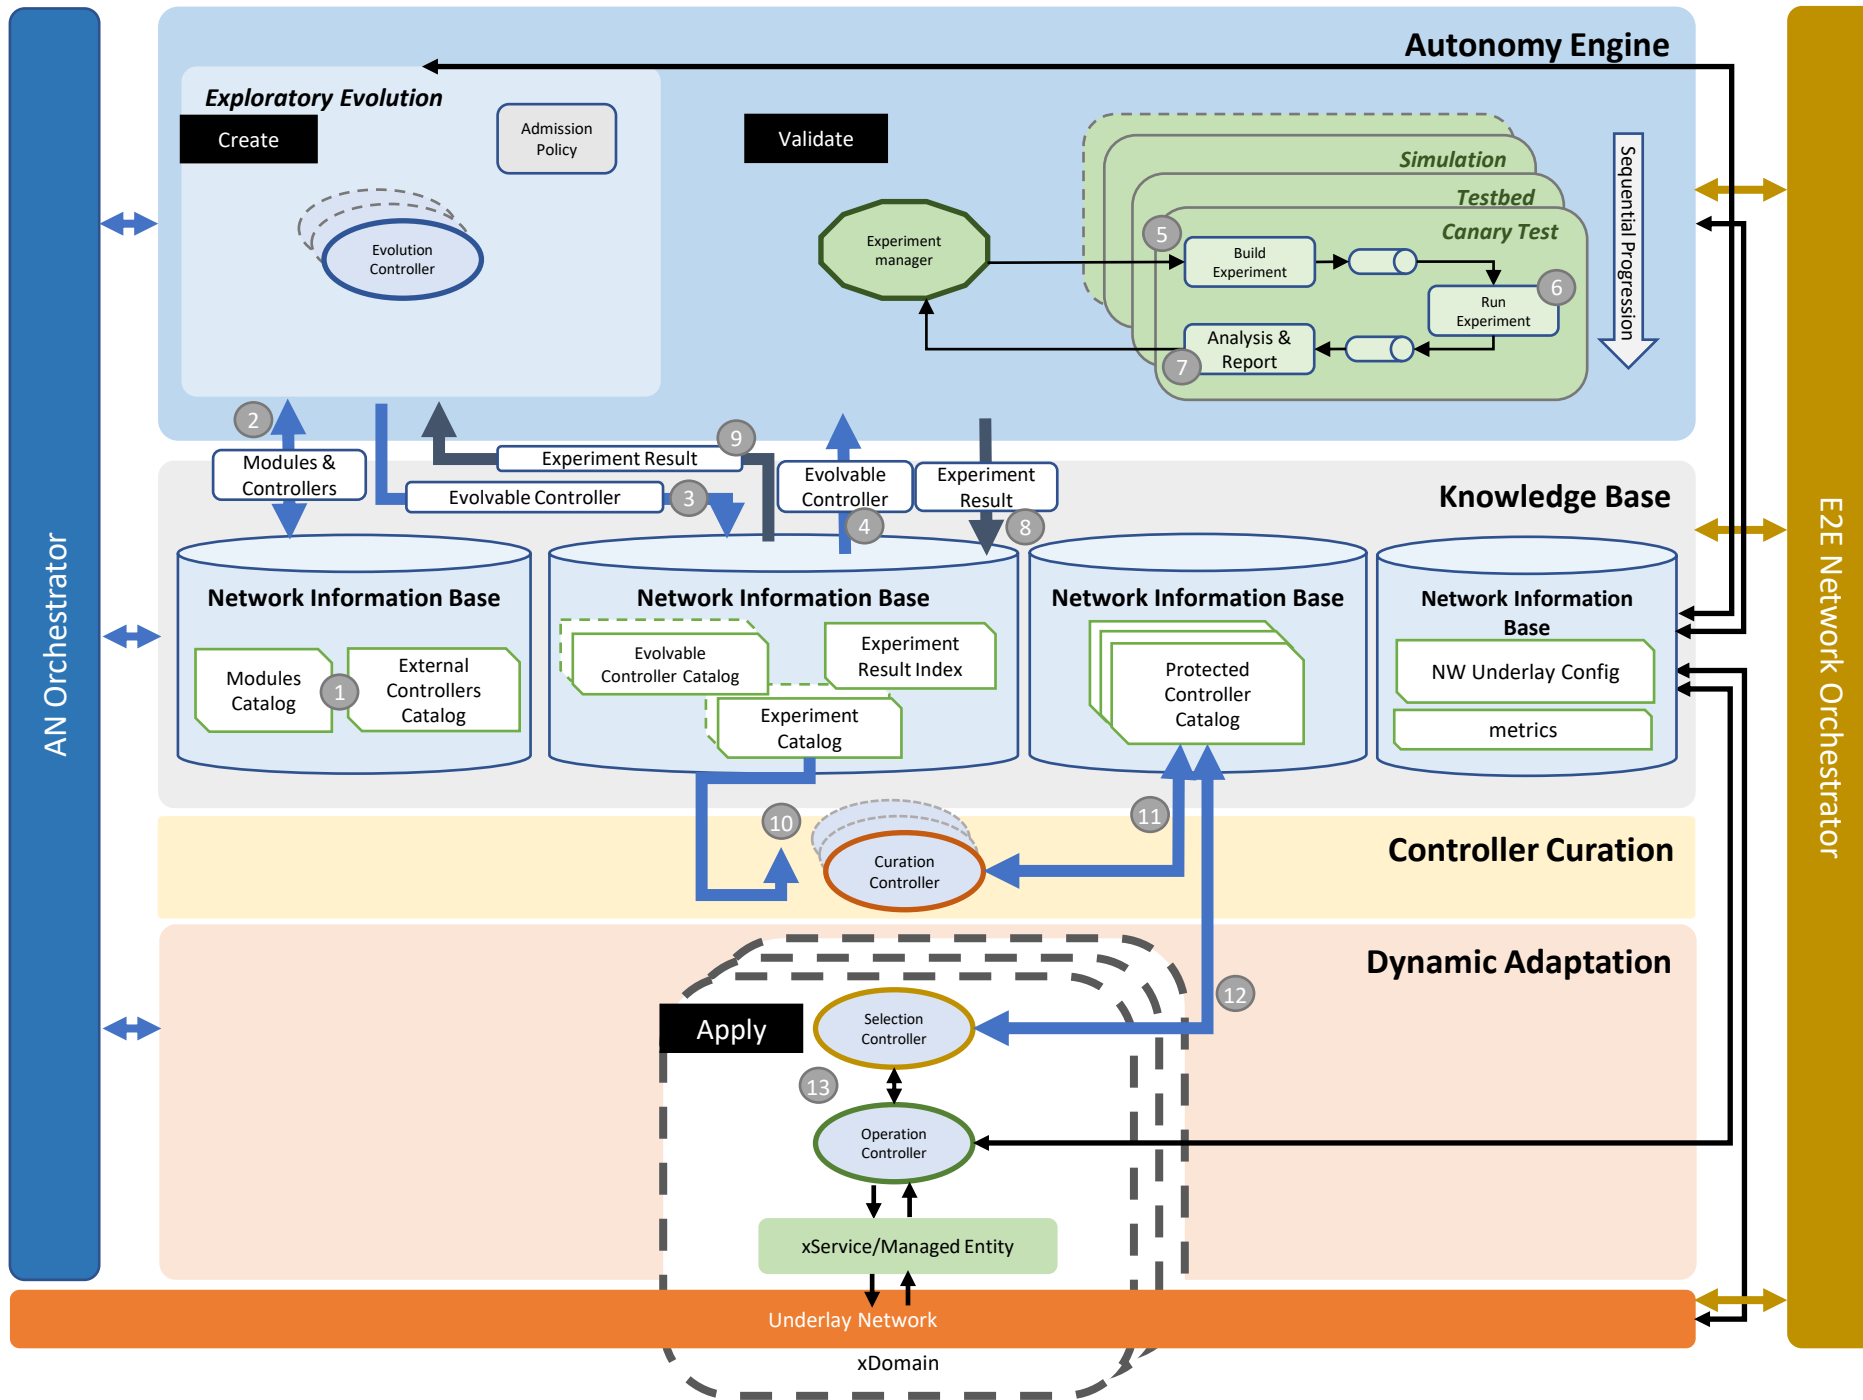 Autonomy Engine
Exploratory Evolution
Create
Admission
Policy
Evolution
Controller
Validate
Experiment
manager
Simulation
Testbed
Canary Test
5
Build
Experiment
6
Run
Experiment
Analysis &
Report
7
Sequential Progression
2
Modules &
Controllers
9
Experiment Result
Evolvable Controller
3
Evolvable
Controller
4
Experiment
Result
8
Knowledge Base
Network Information Base
Modules
Catalog
1
External
Controllers
Catalog
Network Information Base
Evolvable
Controller Catalog
Experiment
Result Index
Experiment
Catalog
Network Information Base
Protected
Controller
Catalog
Network Information
Base
NW Underlay Config
metrics
10
Curation
Controller
11
Controller Curation
Dynamic Adaptation
12
Apply
Selection
Controller
13
Operation
Controller
xService/Managed Entity
Underlay Network
xDomain
AN Orchestrator
E2E Network Orchestrator